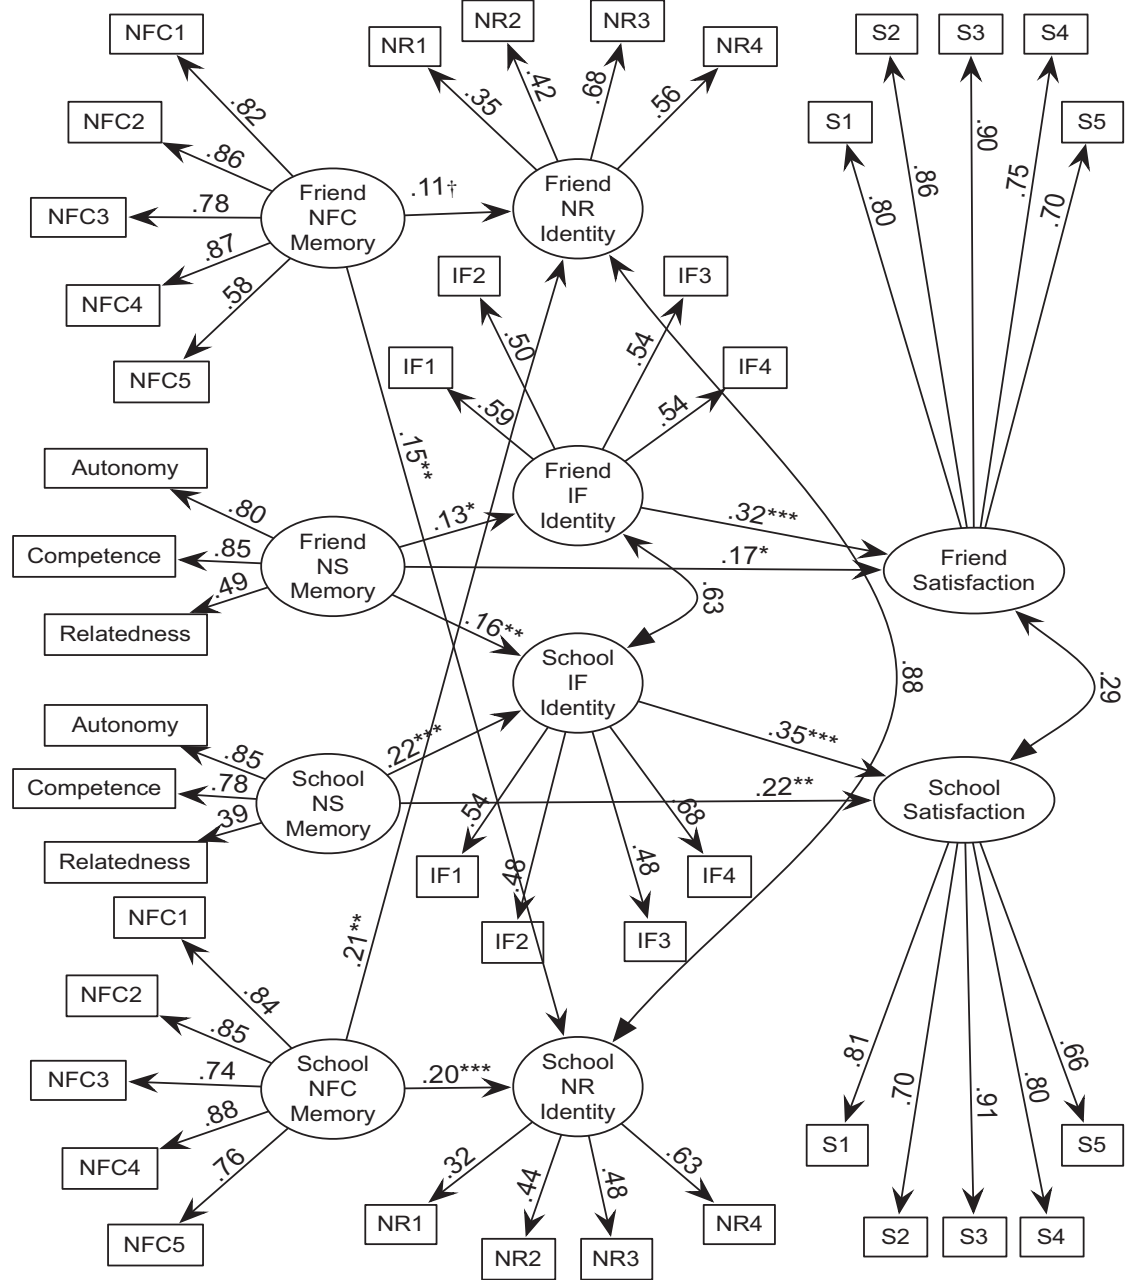 NFC1
NR1
NR2
NR3
NR4
S2
S3
S4
S1
S5
NFC2
NFC3
NFC4
NFC5
.82
.86
.78
.87
.58
Friend
NFC
Memory
.11†
.35
.42
.68
.56
Friend
NR
Identity
.80
.86
.90
.75
.70
IF2
IF3
IF1
IF4
.50
.54
.59
.54
.15**
Autonomy
Competence
Relatedness
.80
.85
.49
Friend
NS
Memory
.13*
Friend
IF
Identity
.32***
.17*
Friend
Satisfaction
.16**
.63
.88
.29
School
IF
Identity
Autonomy
Competence
Relatedness
.85
.78
.39
School
NS
Memory
.22***
.35***
.22**
School
Satisfaction
.54
.48
.48
.68
IF1
IF2
IF3
IF4
NFC1
NFC2
NFC3
NFC4
NFC5
.84
.85
.74
.88
.76
.21**
School
NFC
Memory
.20***
School
NR
Identity
.32
.44
.48
.63
NR1
NR2
NR3
NR4
.81
.70
.91
.80
.66
S1
S5
S2
S3
S4